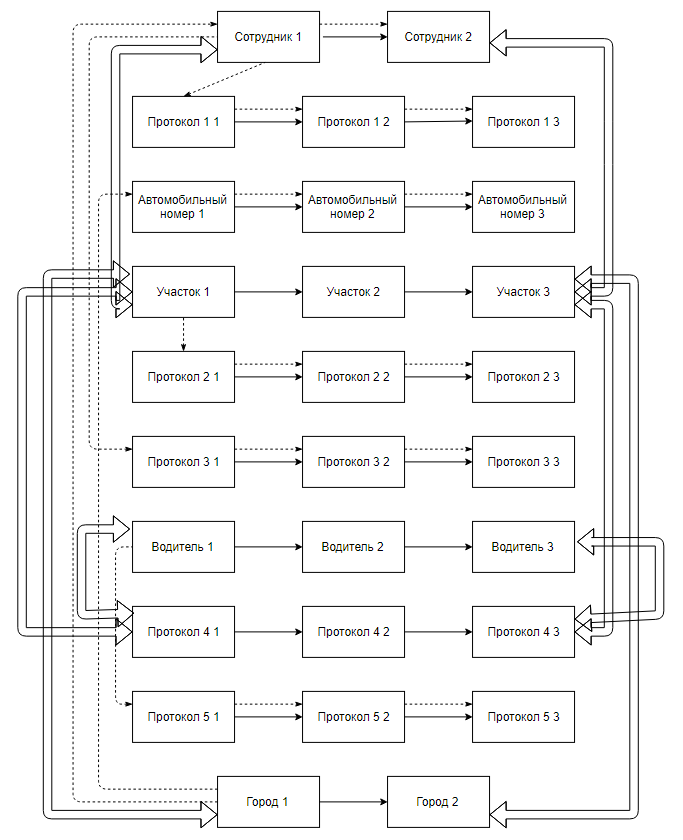 Сотрудник 1
Сотрудник 2
Протокол 1 1
Протокол 1 2
Протокол 1 3
Автомобильный
номер 1
Автомобильный
номер 2
Автомобильный
номер 3
Участок 1
Участок 2
Участок 3
Протокол 2 1
Протокол 2 2
Протокол 2 3
Протокол 3 1
Протокол 3 2
Протокол 3 3
Водитель 1
Водитель 2
Водитель 3
Протокол 4 1
Протокол 4 2
Протокол 4 3
Протокол 5 1
Протокол 5 2
Протокол 5 3
Город 1
Город 2